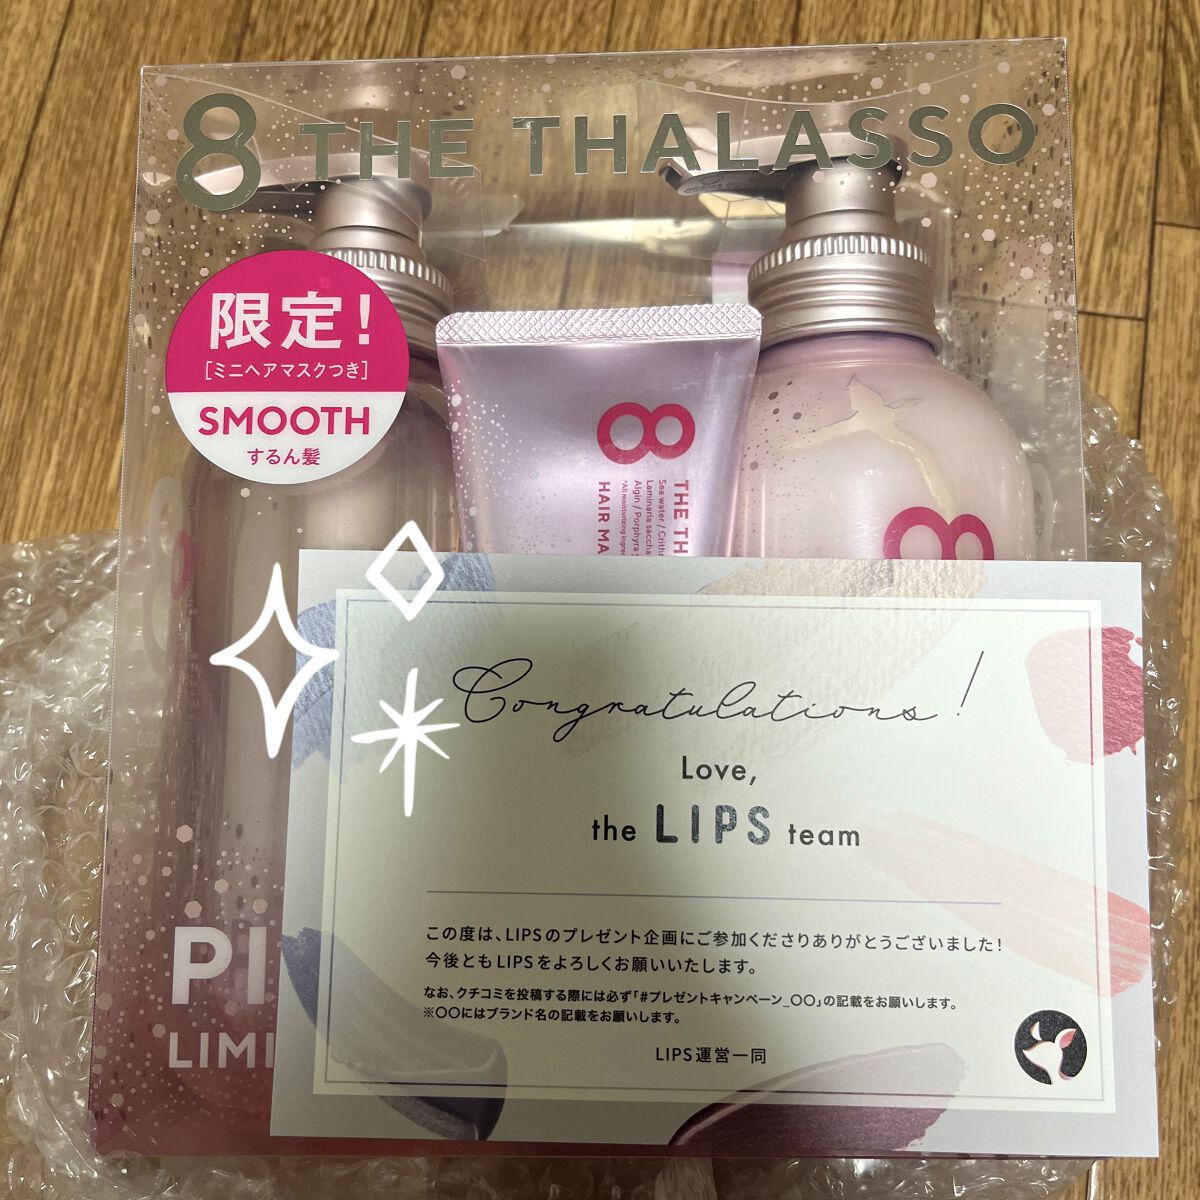 8 THE THALASSO
限定!
[ミニヘアマスクつき]
SMOOTH
するん髪
8
THE TH
Sea water / Crithm
Laminaria saccha
Algin / Porphyra
*All moisturizing ingre
HAIR MA
8
Congratulations!
Love,
the LIPS team
この度は、LIPSのプレゼント企画にご参加くださりありがとうございました!
今後ともLIPSをよろしくお願いいたします。
なお、クチコミを投稿する際には必ず「#プレゼントキャンペーン_〇〇」の記載をお願いします。
※〇〇にはブランド名の記載をお願いします。
LIPS運営一同
PI
LIMI